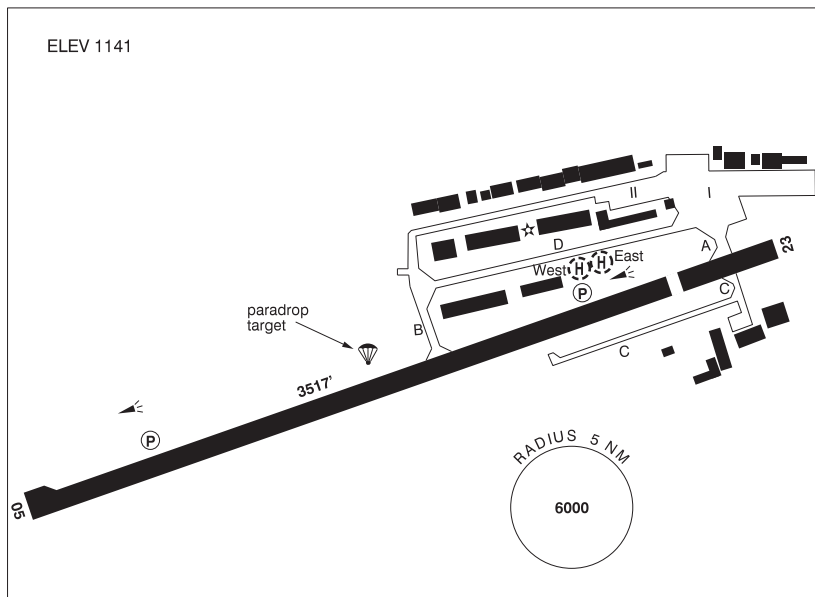 ELEV 1141
II
I
A
23
D
West
H
H
East
P
C
paradrop
target
B
C
3517'
P
05
RADIUS 5 NM
6000